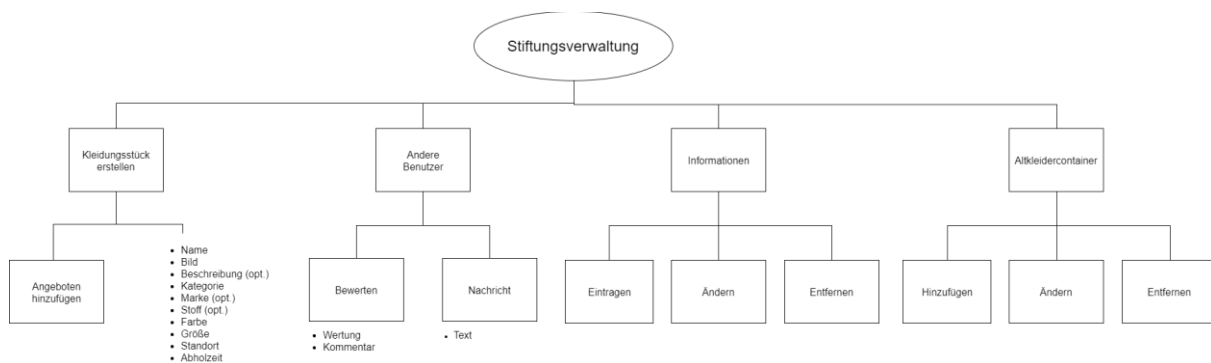 Stiftungsverwaltung
Kleidungsstück
erstellen
Andere
Benutzer
Informationen
Altkleidercontainer
Angeboten
hinzufügen
• Name
• Bild
• Beschreibung (opt.)
• Kategorie
• Marke (opt.)
• Stoff (opt.)
• Farbe
• Größe
• Standort
• Abholzeit
Bewerten
• Wertung
• Kommentar
Nachricht
• Text
Eintragen
Ändern
Entfernen
Hinzufügen
Ändern
Entfernen